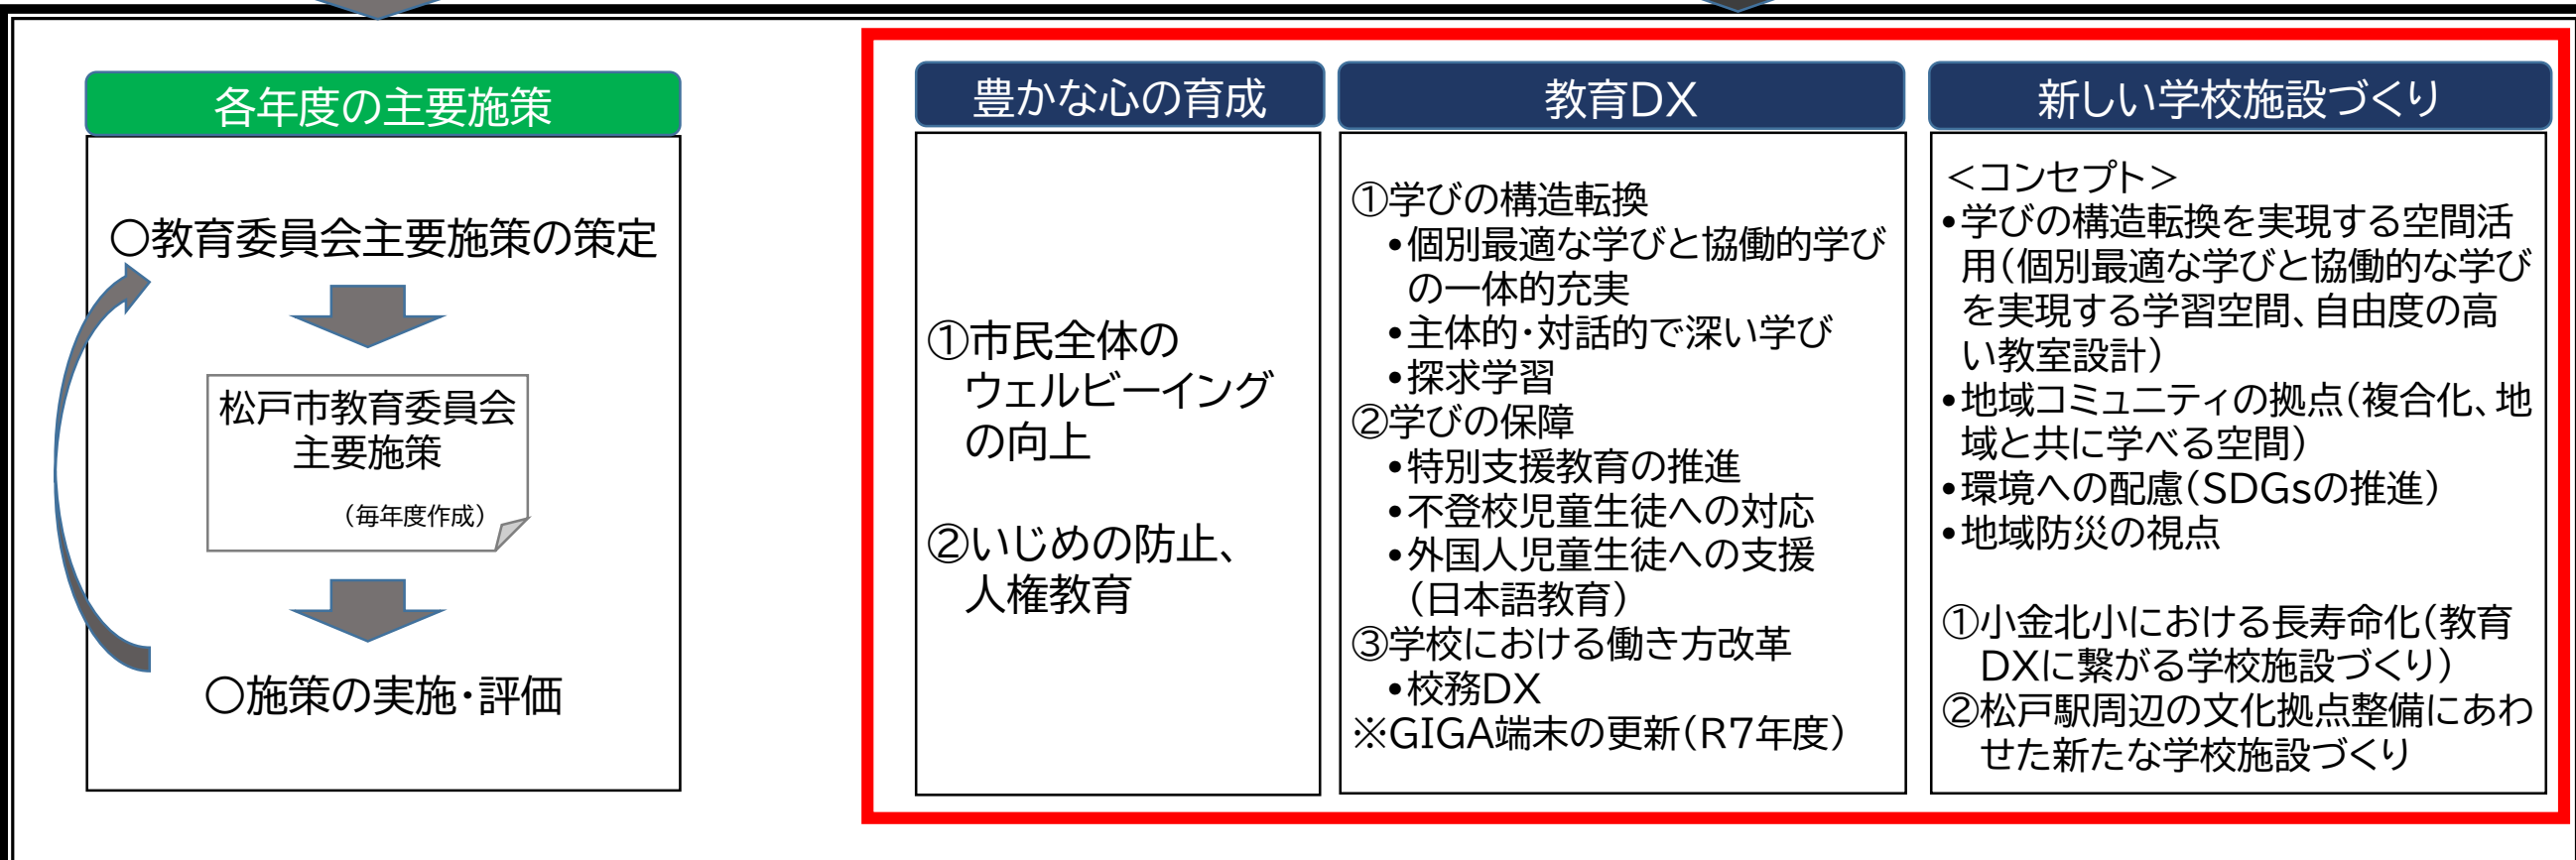 各年度の主要施策
○教育委員会主要施策の策定
松戸市教育委員会
主要施策
（毎年度作成）
○施策の実施・評価
豊かな心の育成
①市民全体の
ウェルビーイング
の向上
②いじめの防止、
人権教育
教育DX
①学びの構造転換
•個別最適な学びと協働的学び
の一体的充実
•主体的・対話的で深い学び
•探求学習
②学びの保障
•特別支援教育の推進
•不登校児童生徒への対応
•外国人児童生徒への支援
（日本語教育）
③学校における働き方改革
•校務DX
※GIGA端末の更新（R7年度）
新しい学校施設づくり
＜コンセプト＞
•学びの構造転換を実現する空間活
用（個別最適な学びと協働的な学び
を実現する学習空間、自由度の高
い教室設計）
•地域コミュニティの拠点（複合化、地
域と共に学べる空間）
•環境への配慮（SDGsの推進）
•地域防災の視点
①小金北小における長寿命化（教育
DXに繋がる学校施設づくり）
②松戸駅周辺の文化拠点整備にあわ
せた新たな学校施設づくり